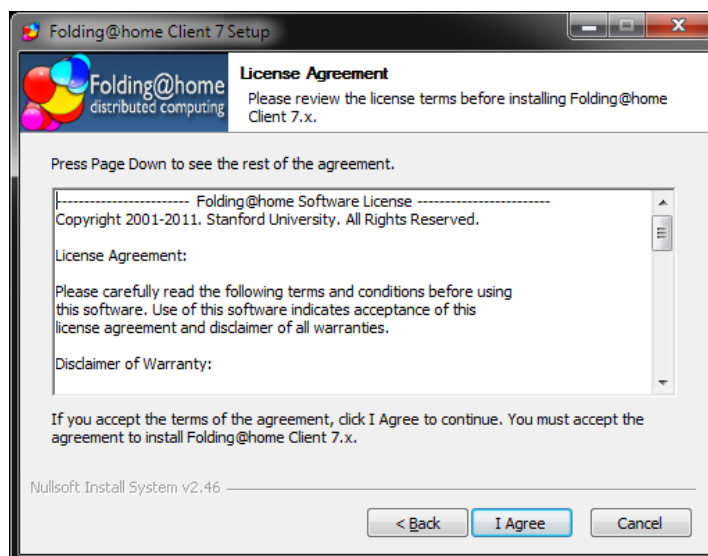 Folding@home Client 7 Setup
Folding@home
distributed computing
License Agreement
Please review the license terms before installing Folding@home
Client 7.x.
Press Page Down to see the rest of the agreement.
------------------------ Folding@home Software License ------------------------
Copyright 2001-2011. Stanford University. All Rights Reserved.
License Agreement:
Please carefully read the following terms and conditions before using
this software. Use of this software indicates acceptance of this
license agreement and disclaimer of all warranties.
Disclaimer of Warranty:
If you accept the terms of the agreement, click I Agree to continue. You must accept the
agreement to install Folding@home Client 7.x.
Nullsoft Install System v2.46
< Back
I Agree
Cancel